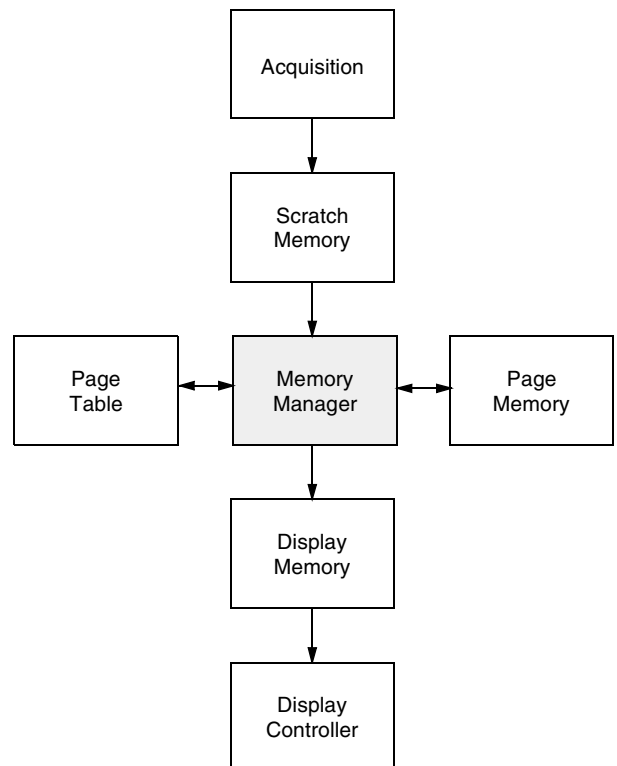 Acquisition
Scratch
Memory
Page
Table
Memory
Manager
Page
Memory
Display
Memory
Display
Controller